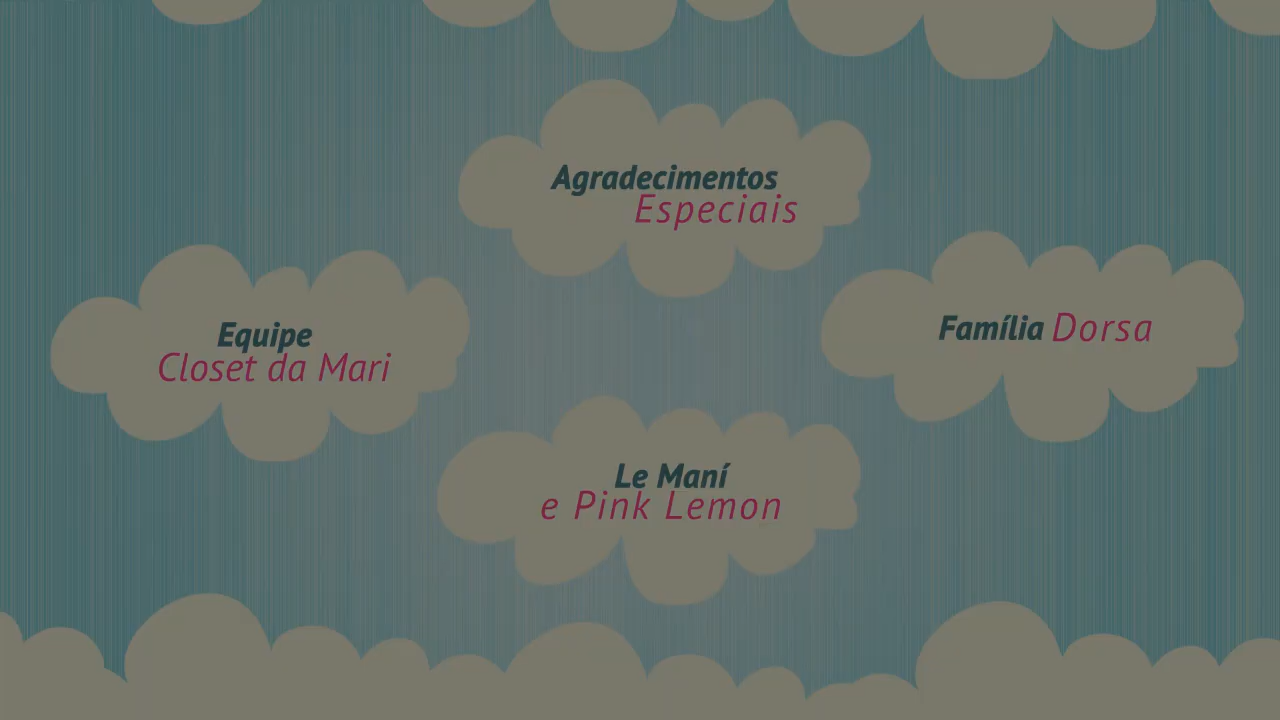 Agradecimentos
Especiais
Equipe
Closet da Mari
Família Dorsa
Le Maní
e Pink Lemon